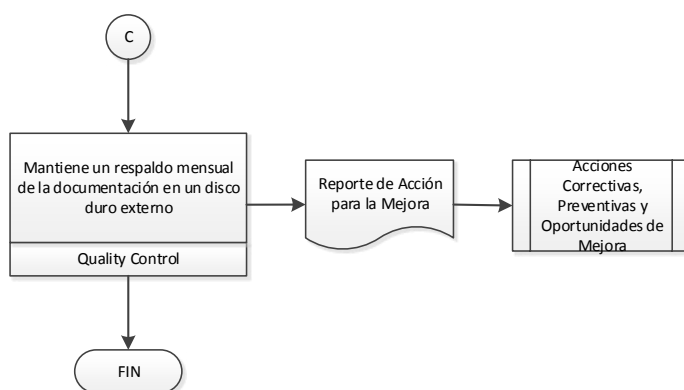 C
Mantiene un respaldo mensual
de la documentación en un disco
duro externo
Quality Control
Reporte de Acción
para la Mejora
Acciones
Correctivas,
Preventivas y
Oportunidades de
Mejora
FIN